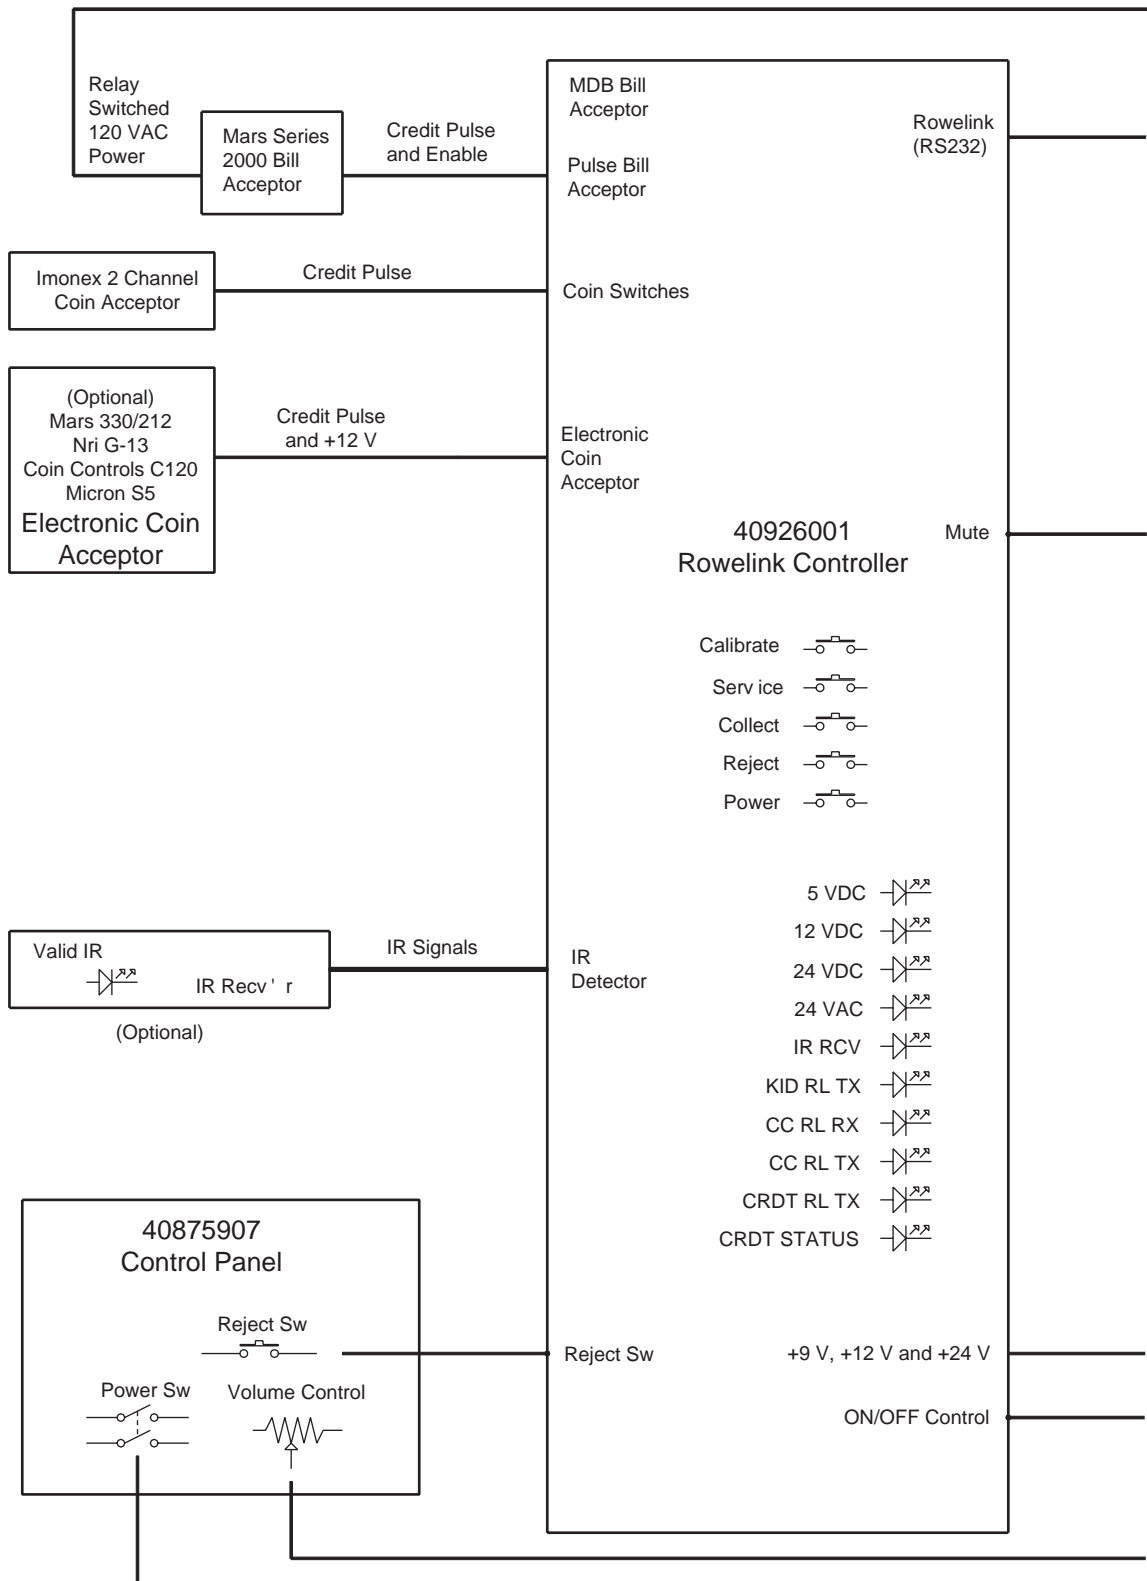 Relay
Switched
120 VAC
Power
Mars Series
2000 Bill
Acceptor
Credit Pulse
and Enable
MDB Bill
Acceptor
Pulse Bill
Acceptor
Rowelink
(RS232)
Imonex 2 Channel
Coin Acceptor
Credit Pulse
Coin Switches
(Optional)
Mars 330/212
Nri G-13
Coin Controls C120
Micron S5
Electronic Coin
Acceptor
Credit Pulse
and +12 V
Electronic
Coin
Acceptor
40926001
Rowelink Controller
Mute
Calibrate
Serv ice
Collect
Reject
Power
5 VDC
12 VDC
24 VDC
24 VAC
IR RCV
KID RL TX
CC RL RX
CC RL TX
CRDT RL TX
CRDT STATUS
Valid IR
IR Recv ' r
(Optional)
IR Signals
IR
Detector
40875907
Control Panel
Reject Sw
Power Sw
Volume Control
Reject Sw
+9 V, +12 V and +24 V
ON/OFF Control